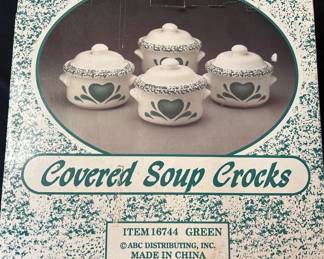 Covered Soup Crocks
ITEM 16744 GREEN
© ABC DISTRIBUTING, INC.
MADE IN CHINA